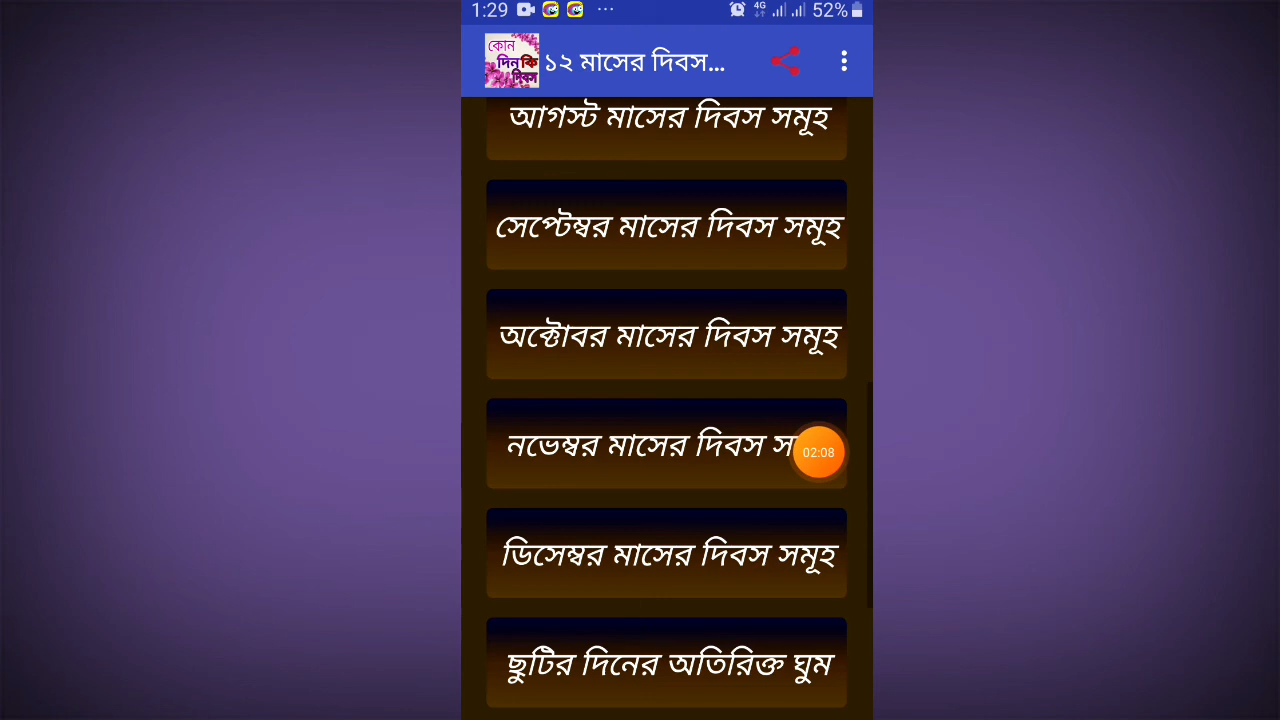 1:29 ... 4G 52%
কোন
দিন কি
দিবস
১২ মাসের দিবস...
আগস্ট মাসের দিবস সমূহ
সেপ্টেম্বর মাসের দিবস সমূহ
অক্টোবর মাসের দিবস সমূহ
নভেম্বর মাসের দিবস স
02:08
ডিসেম্বর মাসের দিবস সমূহ
ছুটির দিনের অতিরিক্ত ঘুম